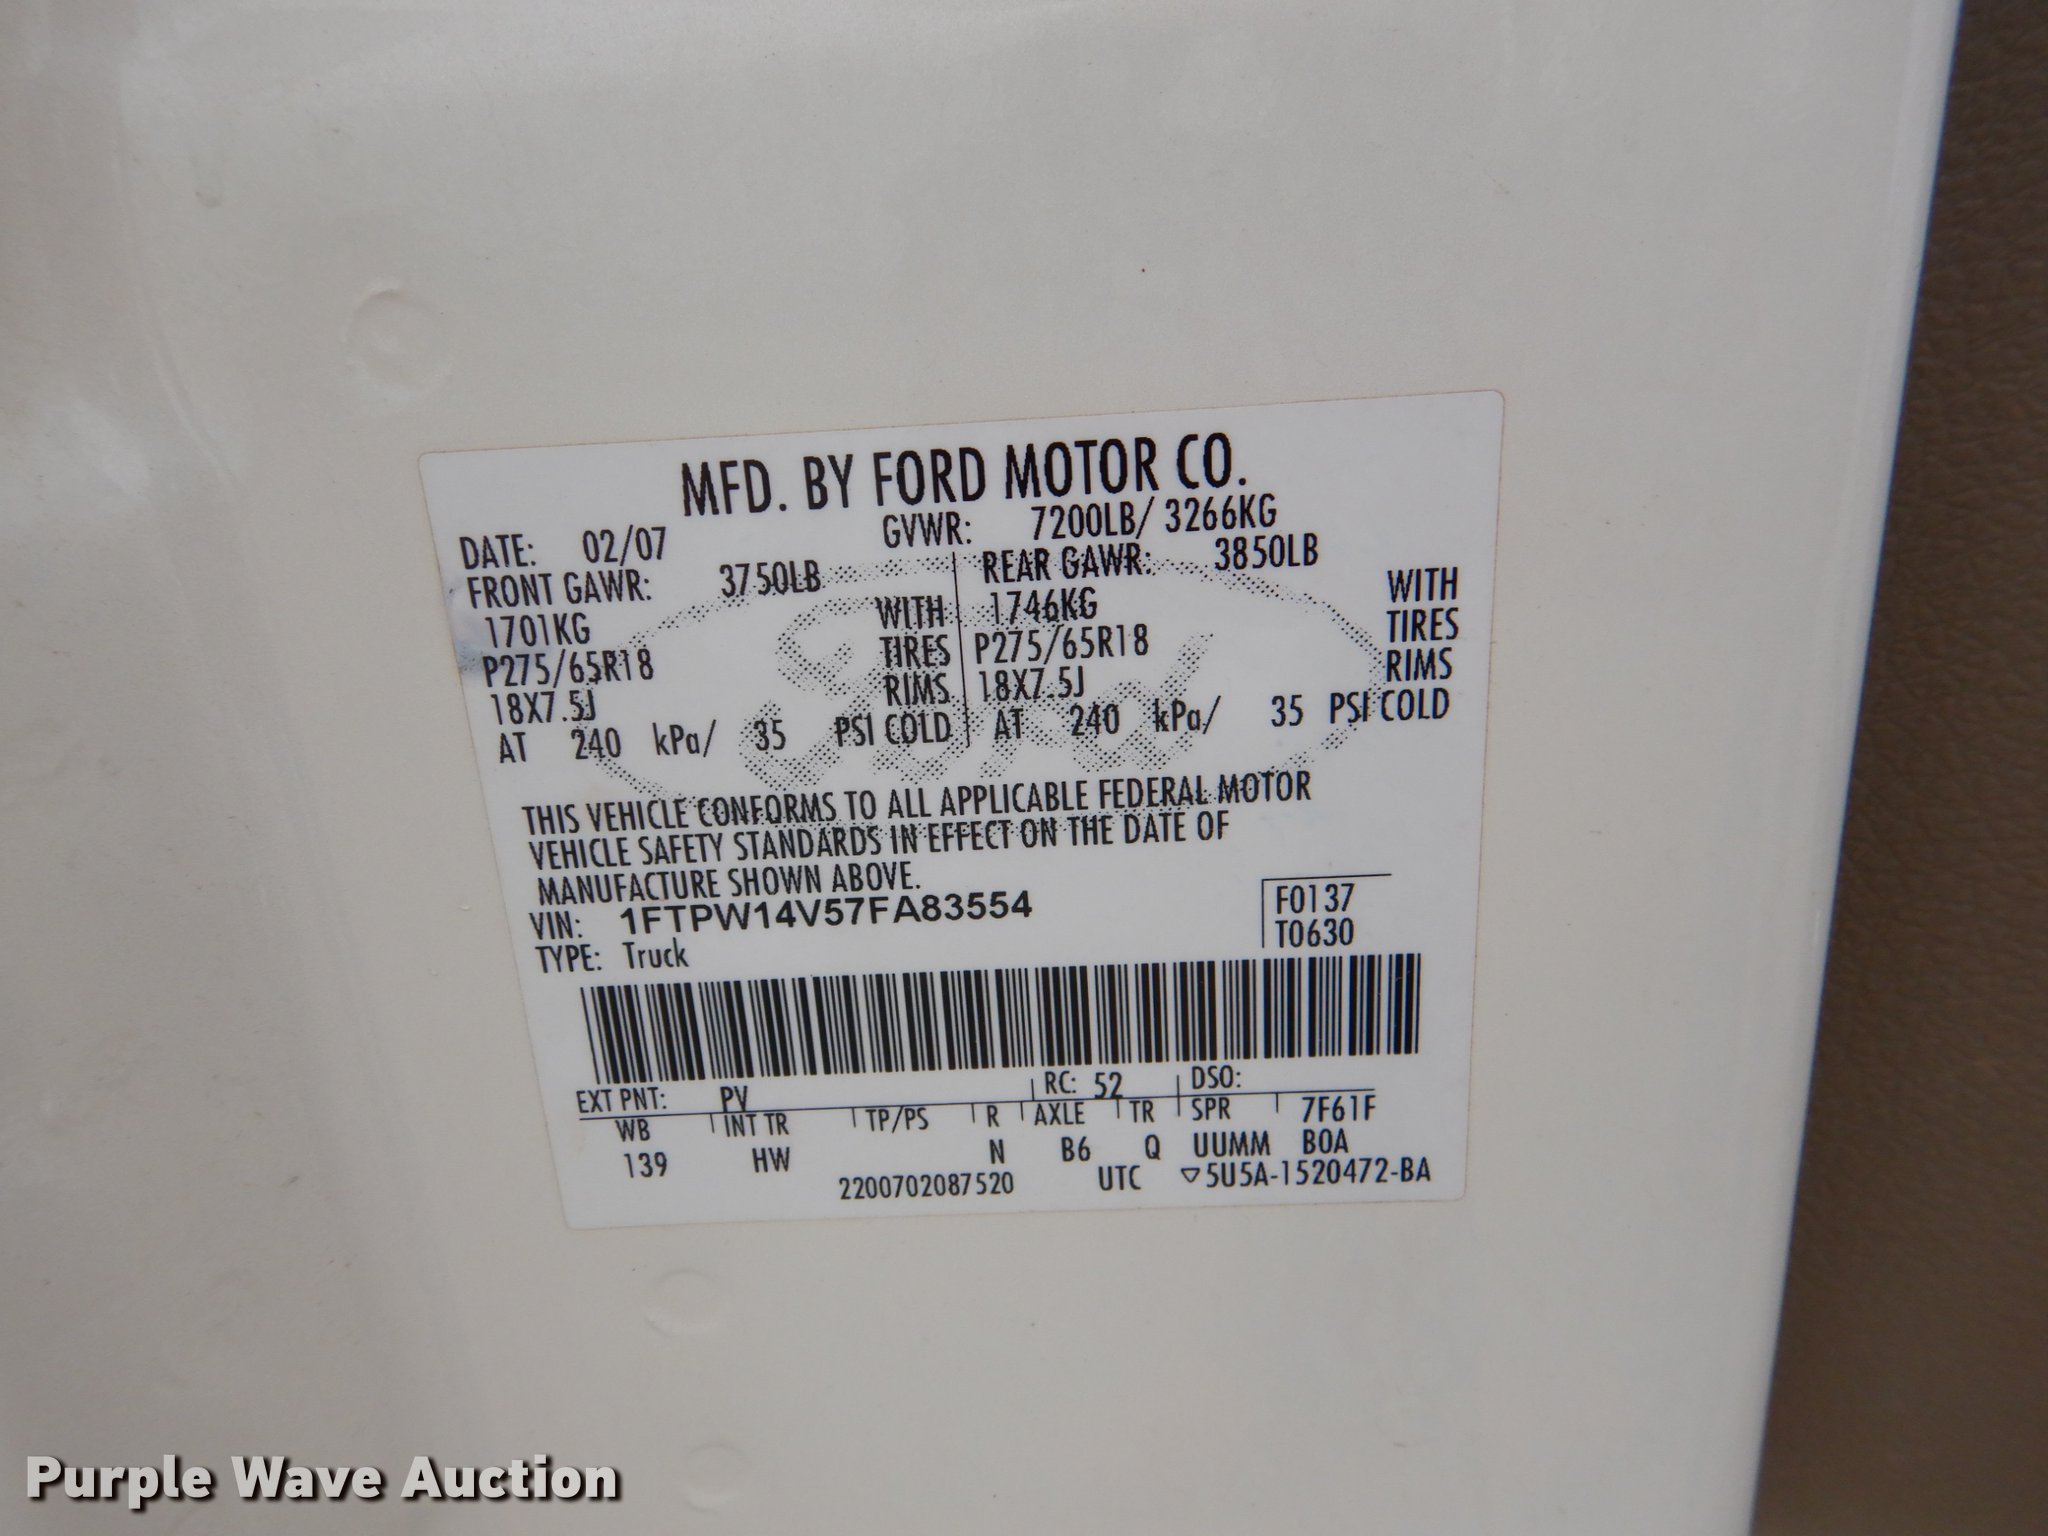 MFD. BY FORD MOTOR CO.
DATE: 02/07 GVWR: 7200LB/ 3266KG
FRONT GAWR: 3750LB REAR GAWR: 3850LB
1701KG WITH 1746KG WITH
P275/65R18 TIRES P275/65R18 TIRES
18X7.5J RIMS 18X7.5J RIMS
AT 240 kPa/ 35 PSI COLD AT 240 kPa/ 35 PSI COLD
Ford
THIS VEHICLE CONFORMS TO ALL APPLICABLE FEDERAL MOTOR
VEHICLE SAFETY STANDARDS IN EFFECT ON THE DATE OF
MANUFACTURE SHOWN ABOVE.
VIN: 1FTPW14V57FA83554 F0137
TYPE: Truck T0630
EXT PNT: PV RC: 52 DSO:
WB INT TR TP/PS R AXLE TR SPR 7F61F
139 HW N B6 Q UUMM BOA
2200702087520 UTC ▽5U5A-1520472-BA
Purple Wave Auction